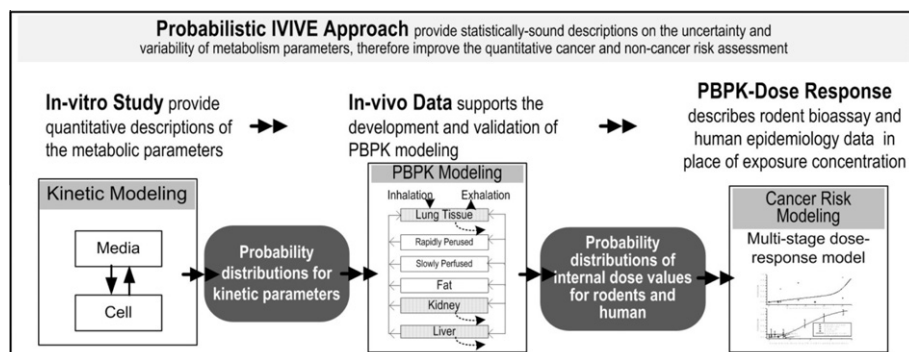 Probabilistic IVIVE Approach provide statistically-sound descriptions on the uncertainty and
variability of metabolism parameters, therefore improve the quantitative cancer and non-cancer risk assessment
In-vitro Study provide
quantitative descriptions of
the metabolic parameters
In-vivo Data supports the
development and validation of
PBPK modeling
PBPK-Dose Response
describes rodent bioassay and
human epidemiology data in
place of exposure concentration
Kinetic Modeling
Media
Cell
Probability
distributions for
kinetic parameters
PBPK Modeling
Inhalation
Exhalation
Lung Tissue
Rapidly Perused
Slowly Perfused
Fat
Kidney
Liver
Probability
distributions of
internal dose values
for rodents and
human
Cancer Risk
Modeling
Multi-stage dose-
response model